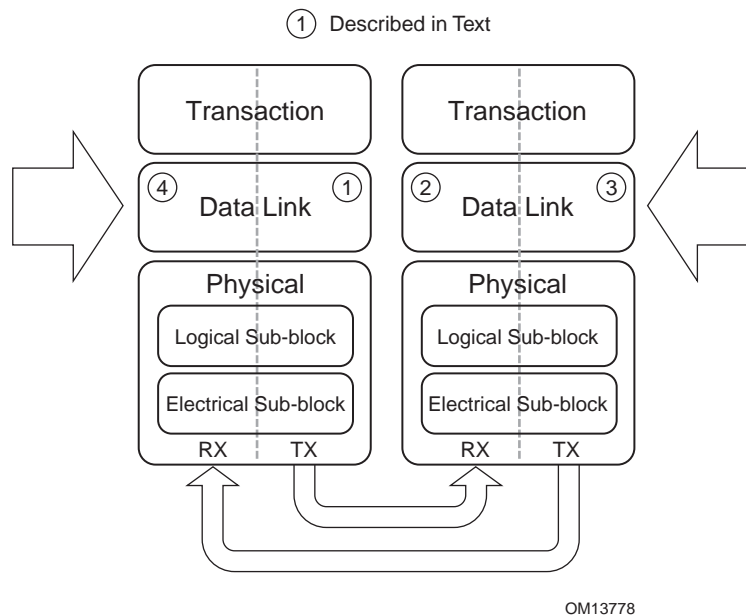 1 Described in Text
Transaction Transaction
4 1 2 3
Data Link Data Link
Physical Physical
Logical Sub-block Logical Sub-block
Electrical Sub-block Electrical Sub-block
RX TX RX TX
OM13778